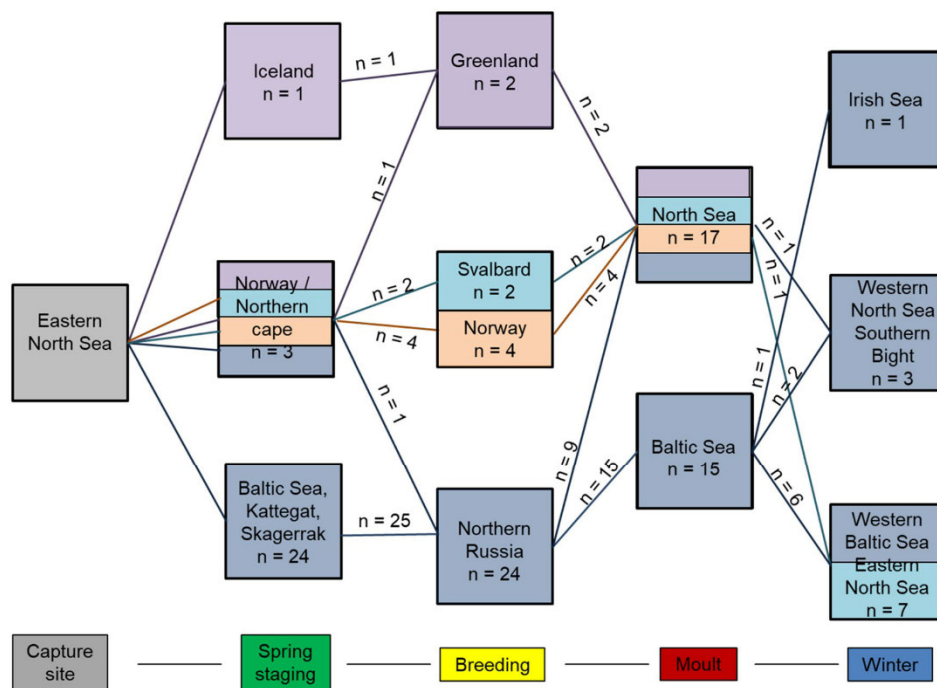 Eastern
North Sea
Iceland
n = 1
Norway /
Northern
cape
n = 3
Baltic Sea,
Kattegat,
Skagerrak
n = 24
n = 1
n = 1
n = 2
n = 4
n = 1
n = 25
Greenland
n = 2
Svalbard
n = 2
Norway
n = 4
Northern
Russia
n = 24
n = 2
n = 2
n = 4
n = 9
n = 15
North Sea
n = 17
Baltic Sea
n = 15
n = 1
n = 1
n = 1
n = 2
n = 6
Irish Sea
n = 1
Western
North Sea
Southern
Bight
n = 3
Western
Baltic Sea
Eastern
North Sea
n = 7
Capture
site
Spring
staging
Breeding
Moult
Winter